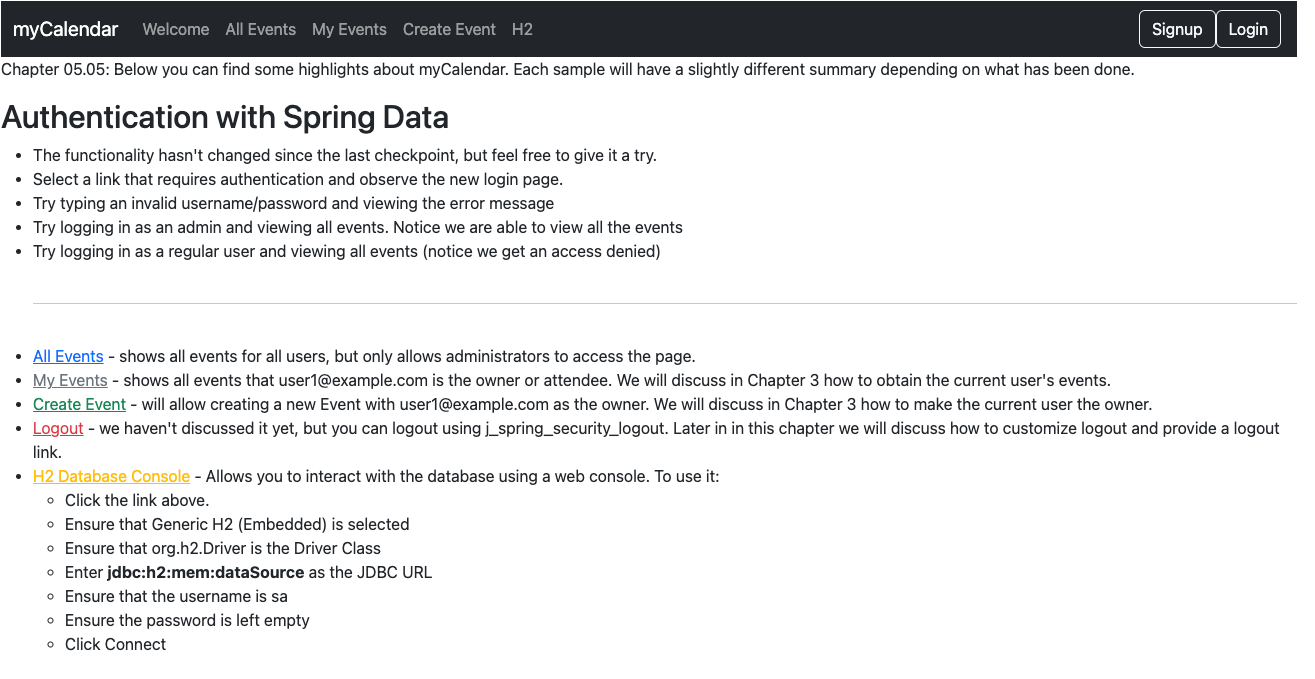 myCalendar Welcome All Events My Events Create Event H2 Signup Login
Chapter 05.05: Below you can find some highlights about myCalendar. Each sample will have a slightly different summary depending on what has been done.
Authentication with Spring Data
The functionality hasn't changed since the last checkpoint, but feel free to give it a try.
Select a link that requires authentication and observe the new login page.
Try typing an invalid username/password and viewing the error message
Try logging in as an admin and viewing all events. Notice we are able to view all the events
Try logging in as a regular user and viewing all events (notice we get an access denied)
All Events - shows all events for all users, but only allows administrators to access the page.
My Events - shows all events that user1@example.com is the owner or attendee. We will discuss in Chapter 3 how to obtain the current user's events.
Create Event - will allow creating a new Event with user1@example.com as the owner. We will discuss in Chapter 3 how to make the current user the owner.
Logout - we haven't discussed it yet, but you can logout using j_spring_security_logout. Later in in this chapter we will discuss how to customize logout and provide a logout
link.
H2 Database Console - Allows you to interact with the database using a web console. To use it:
Click the link above.
Ensure that Generic H2 (Embedded) is selected
Ensure that org.h2.Driver is the Driver Class
Enter jdbc:h2:mem:dataSource as the JDBC URL
Ensure that the username is sa
Ensure the password is left empty
Click Connect